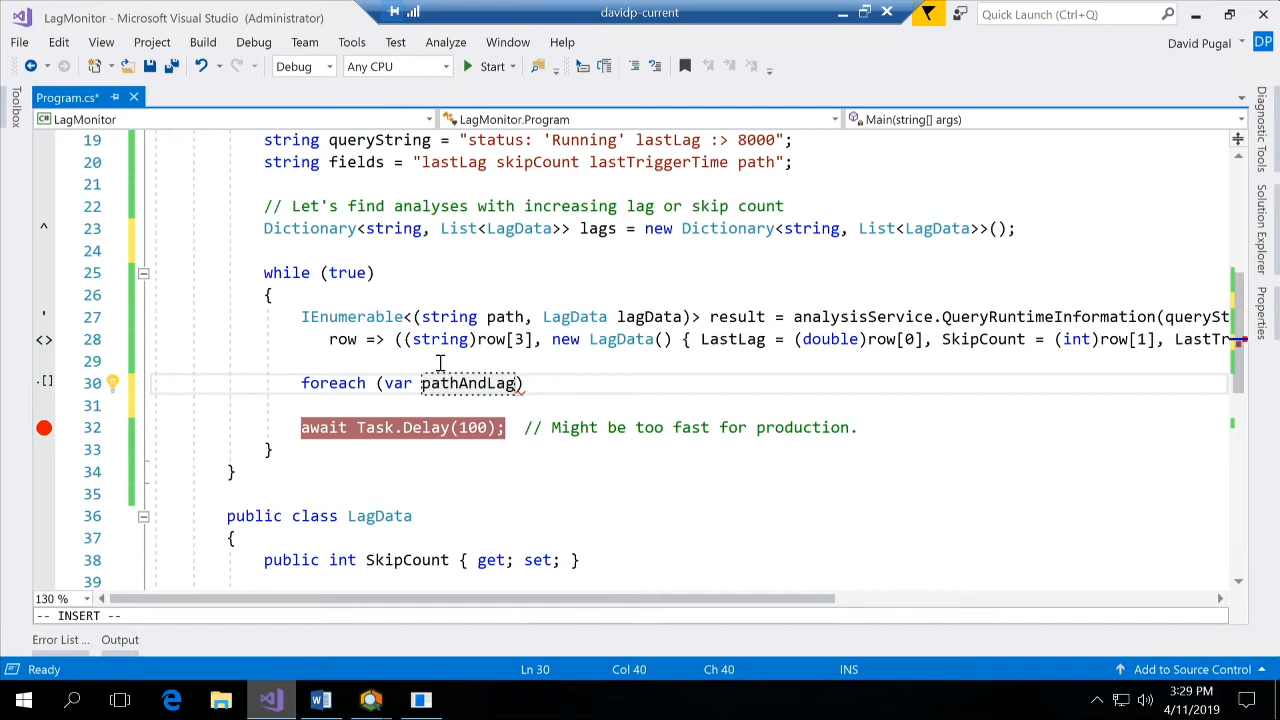 LagMonitor - Microsoft Visual Studio (Administrator)
davidp-current
Quick Launch (Ctrl+Q)
File Edit View Project Build Debug Team Tools Test Analyze Window Help
David Pugal
DP
Debug
Any CPU
Start
Program.cs*
LagMonitor
LagMonitor.Program
Main(string[] args)
Toolbox
Diagnostic Tools
Solution Explorer
Properties
19 string queryString = "status: 'Running' lastLag :> 8000";
20 string fields = "lastLag skipCount lastTriggerTime path";
21
22 // Let's find analyses with increasing lag or skip count
23 Dictionary<string, List<LagData>> lags = new Dictionary<string, List<LagData>>();
24
25 while (true)
26 {
27 IEnumerable<(string path, LagData lagData)> result = analysisService.QueryRuntimeInformation(querySt
28 row => ((string)row[3], new LagData() { LastLag = (double)row[0], SkipCount = (int)row[1], LastTr
29
30 foreach (var pathAndLag)
31
32 await Task.Delay(100); // Might be too fast for production.
33 }
34 }
35
36 public class LagData
37 {
38 public int SkipCount { get; set; }
39
130 %
-- INSERT --
Error List ... Output
Ready
Ln 30
Col 40
Ch 40
INS
Add to Source Control
3:29 PM
4/11/2019